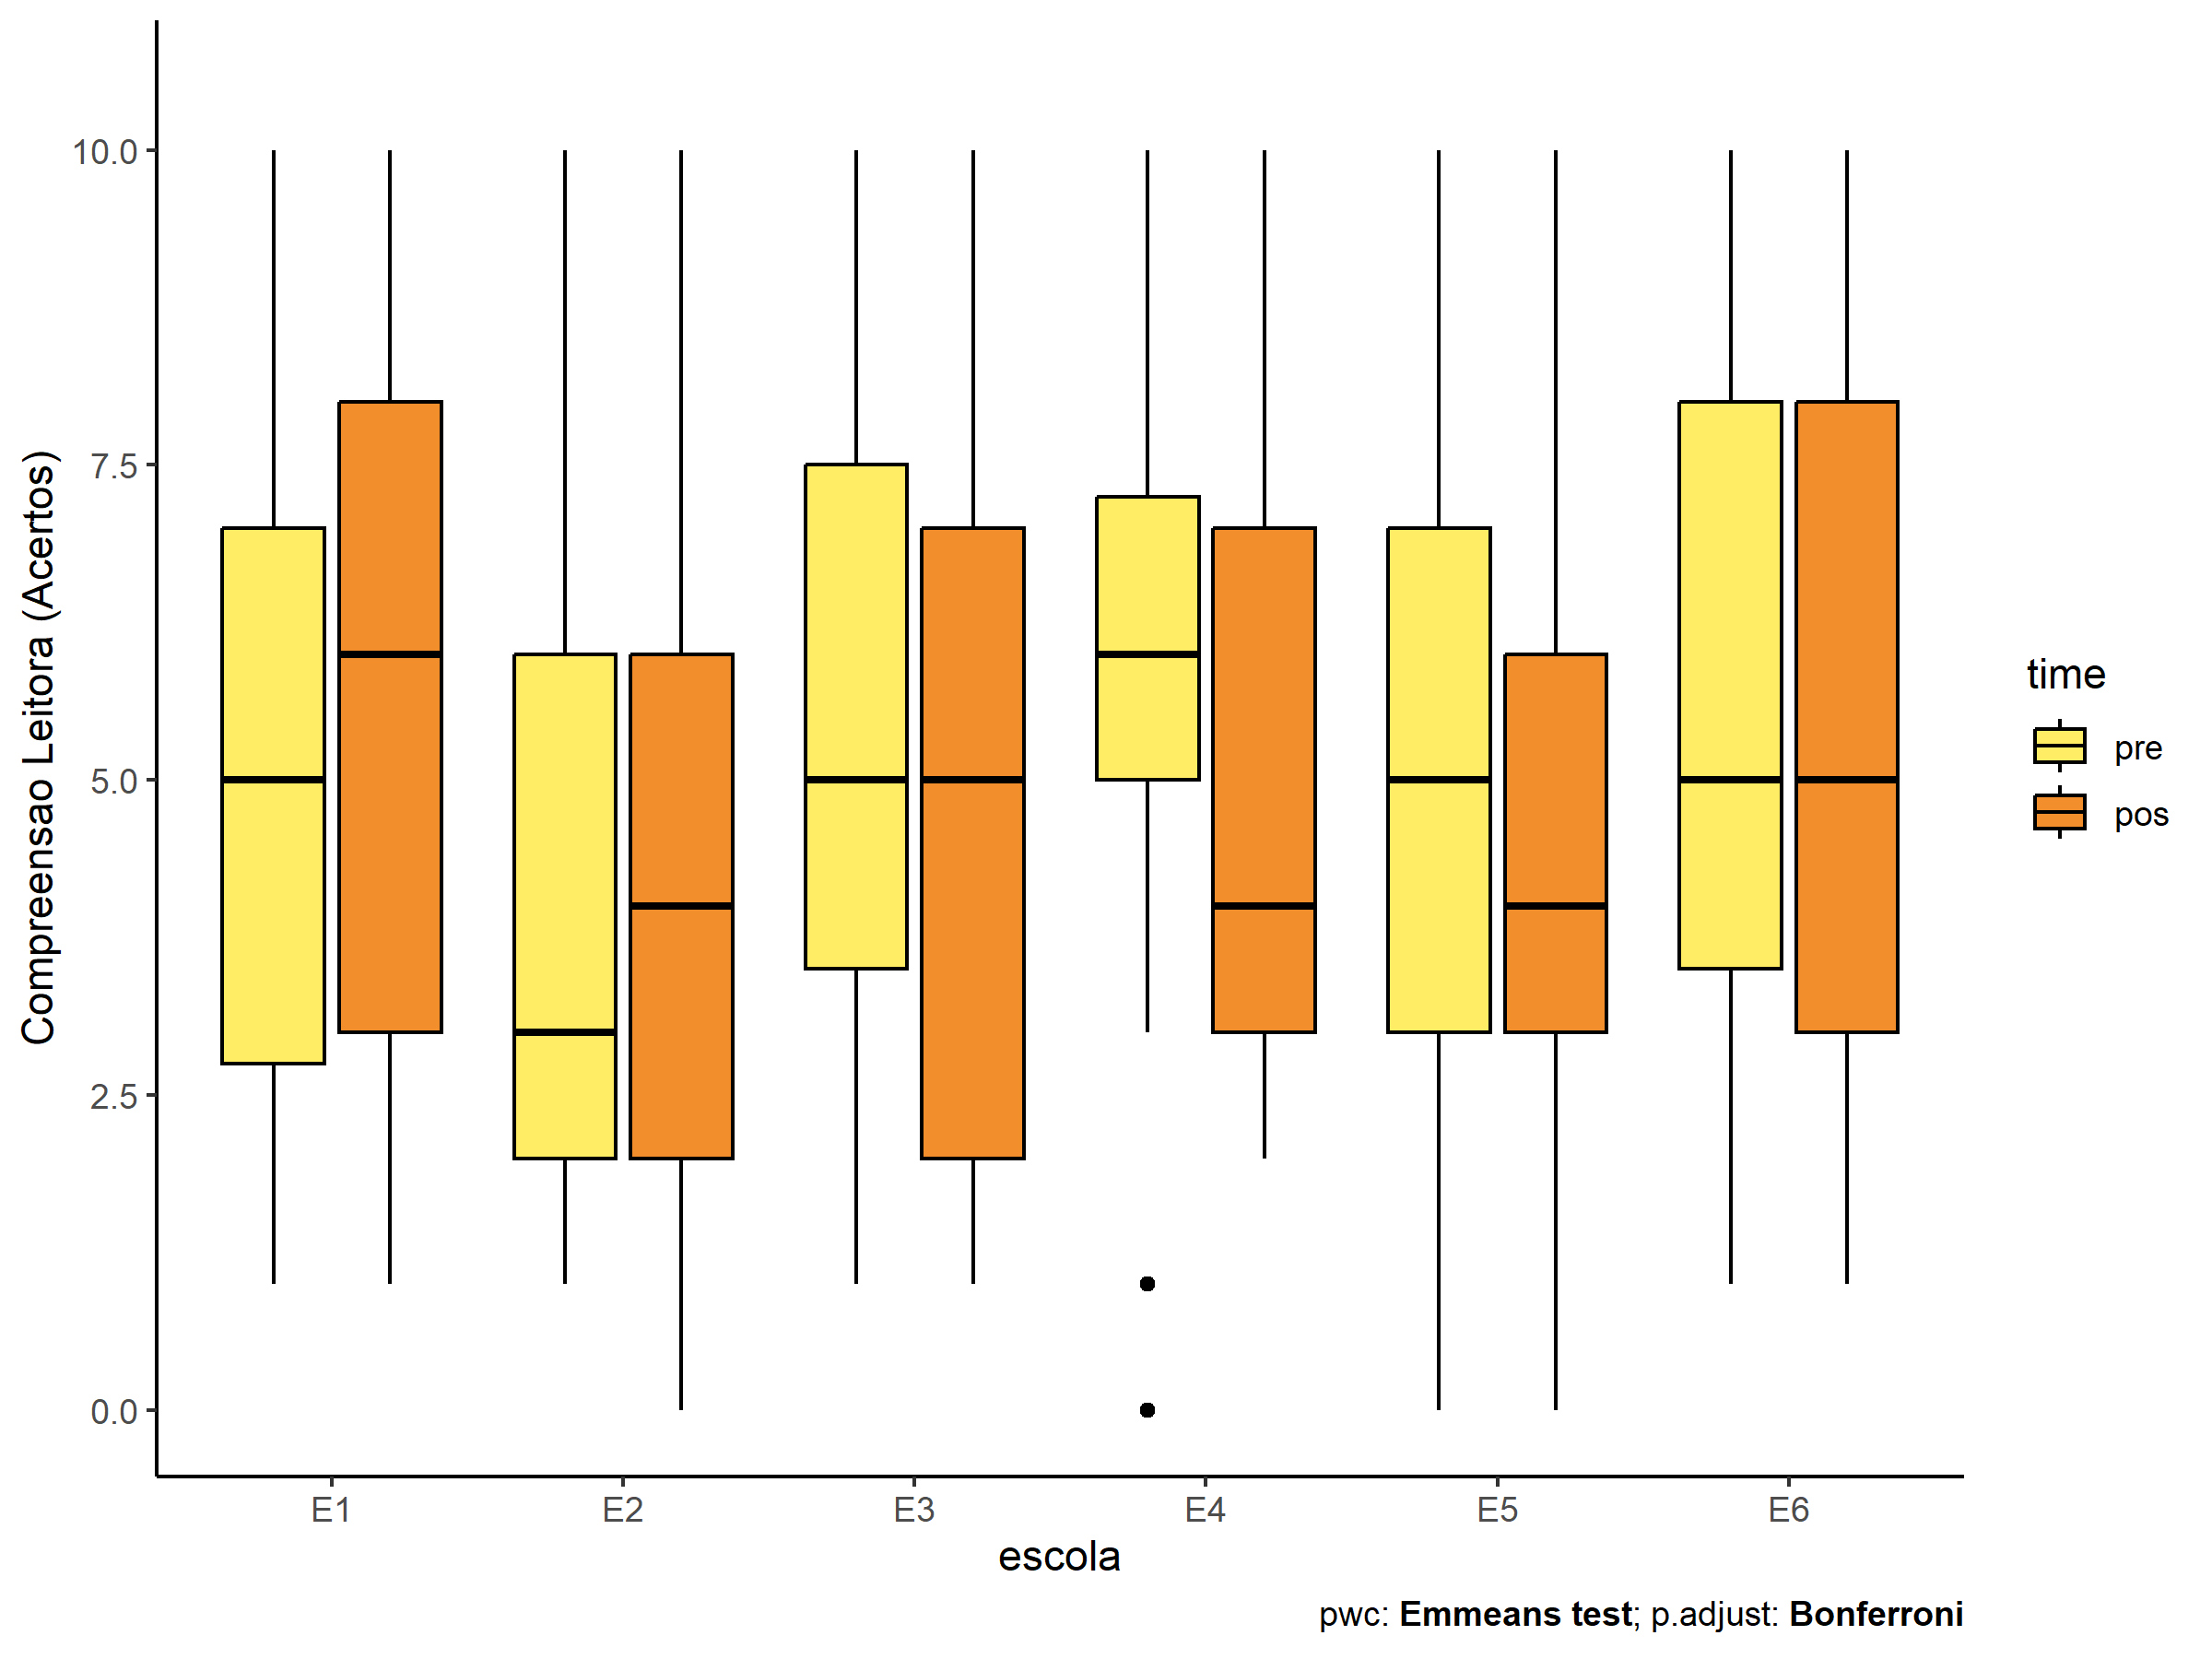 Compreensao Leitora (Acertos)
10.0
7.5
5.0
2.5
0.0
E1 E2 E3 E4 E5 E6
escola
time
pre
pos
pwc: Emmeans test; p.adjust: Bonferroni